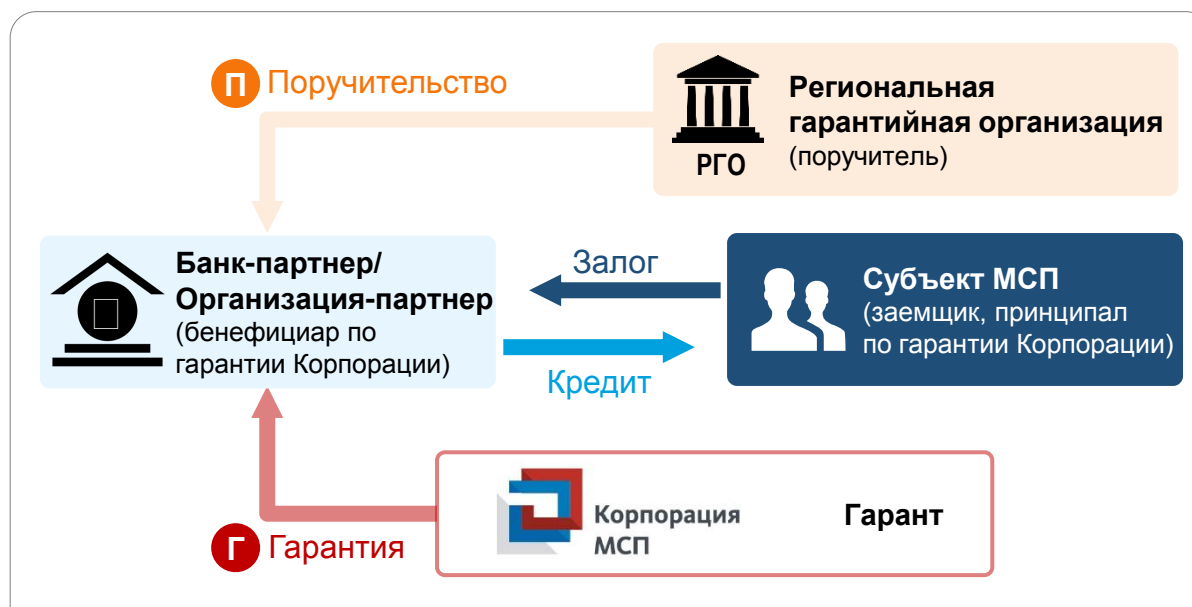 П Поручительство
Региональная
гарантийная организация
(поручитель)
РГО
Банк-партнер/
Организация-партнер
(бенефициар по
гарантии Корпорации)
Залог
Кредит
Субъект МСП
(заемщик, принципал
по гарантии Корпорации)
Г Гарантия
Корпорация
МСП
Гарант